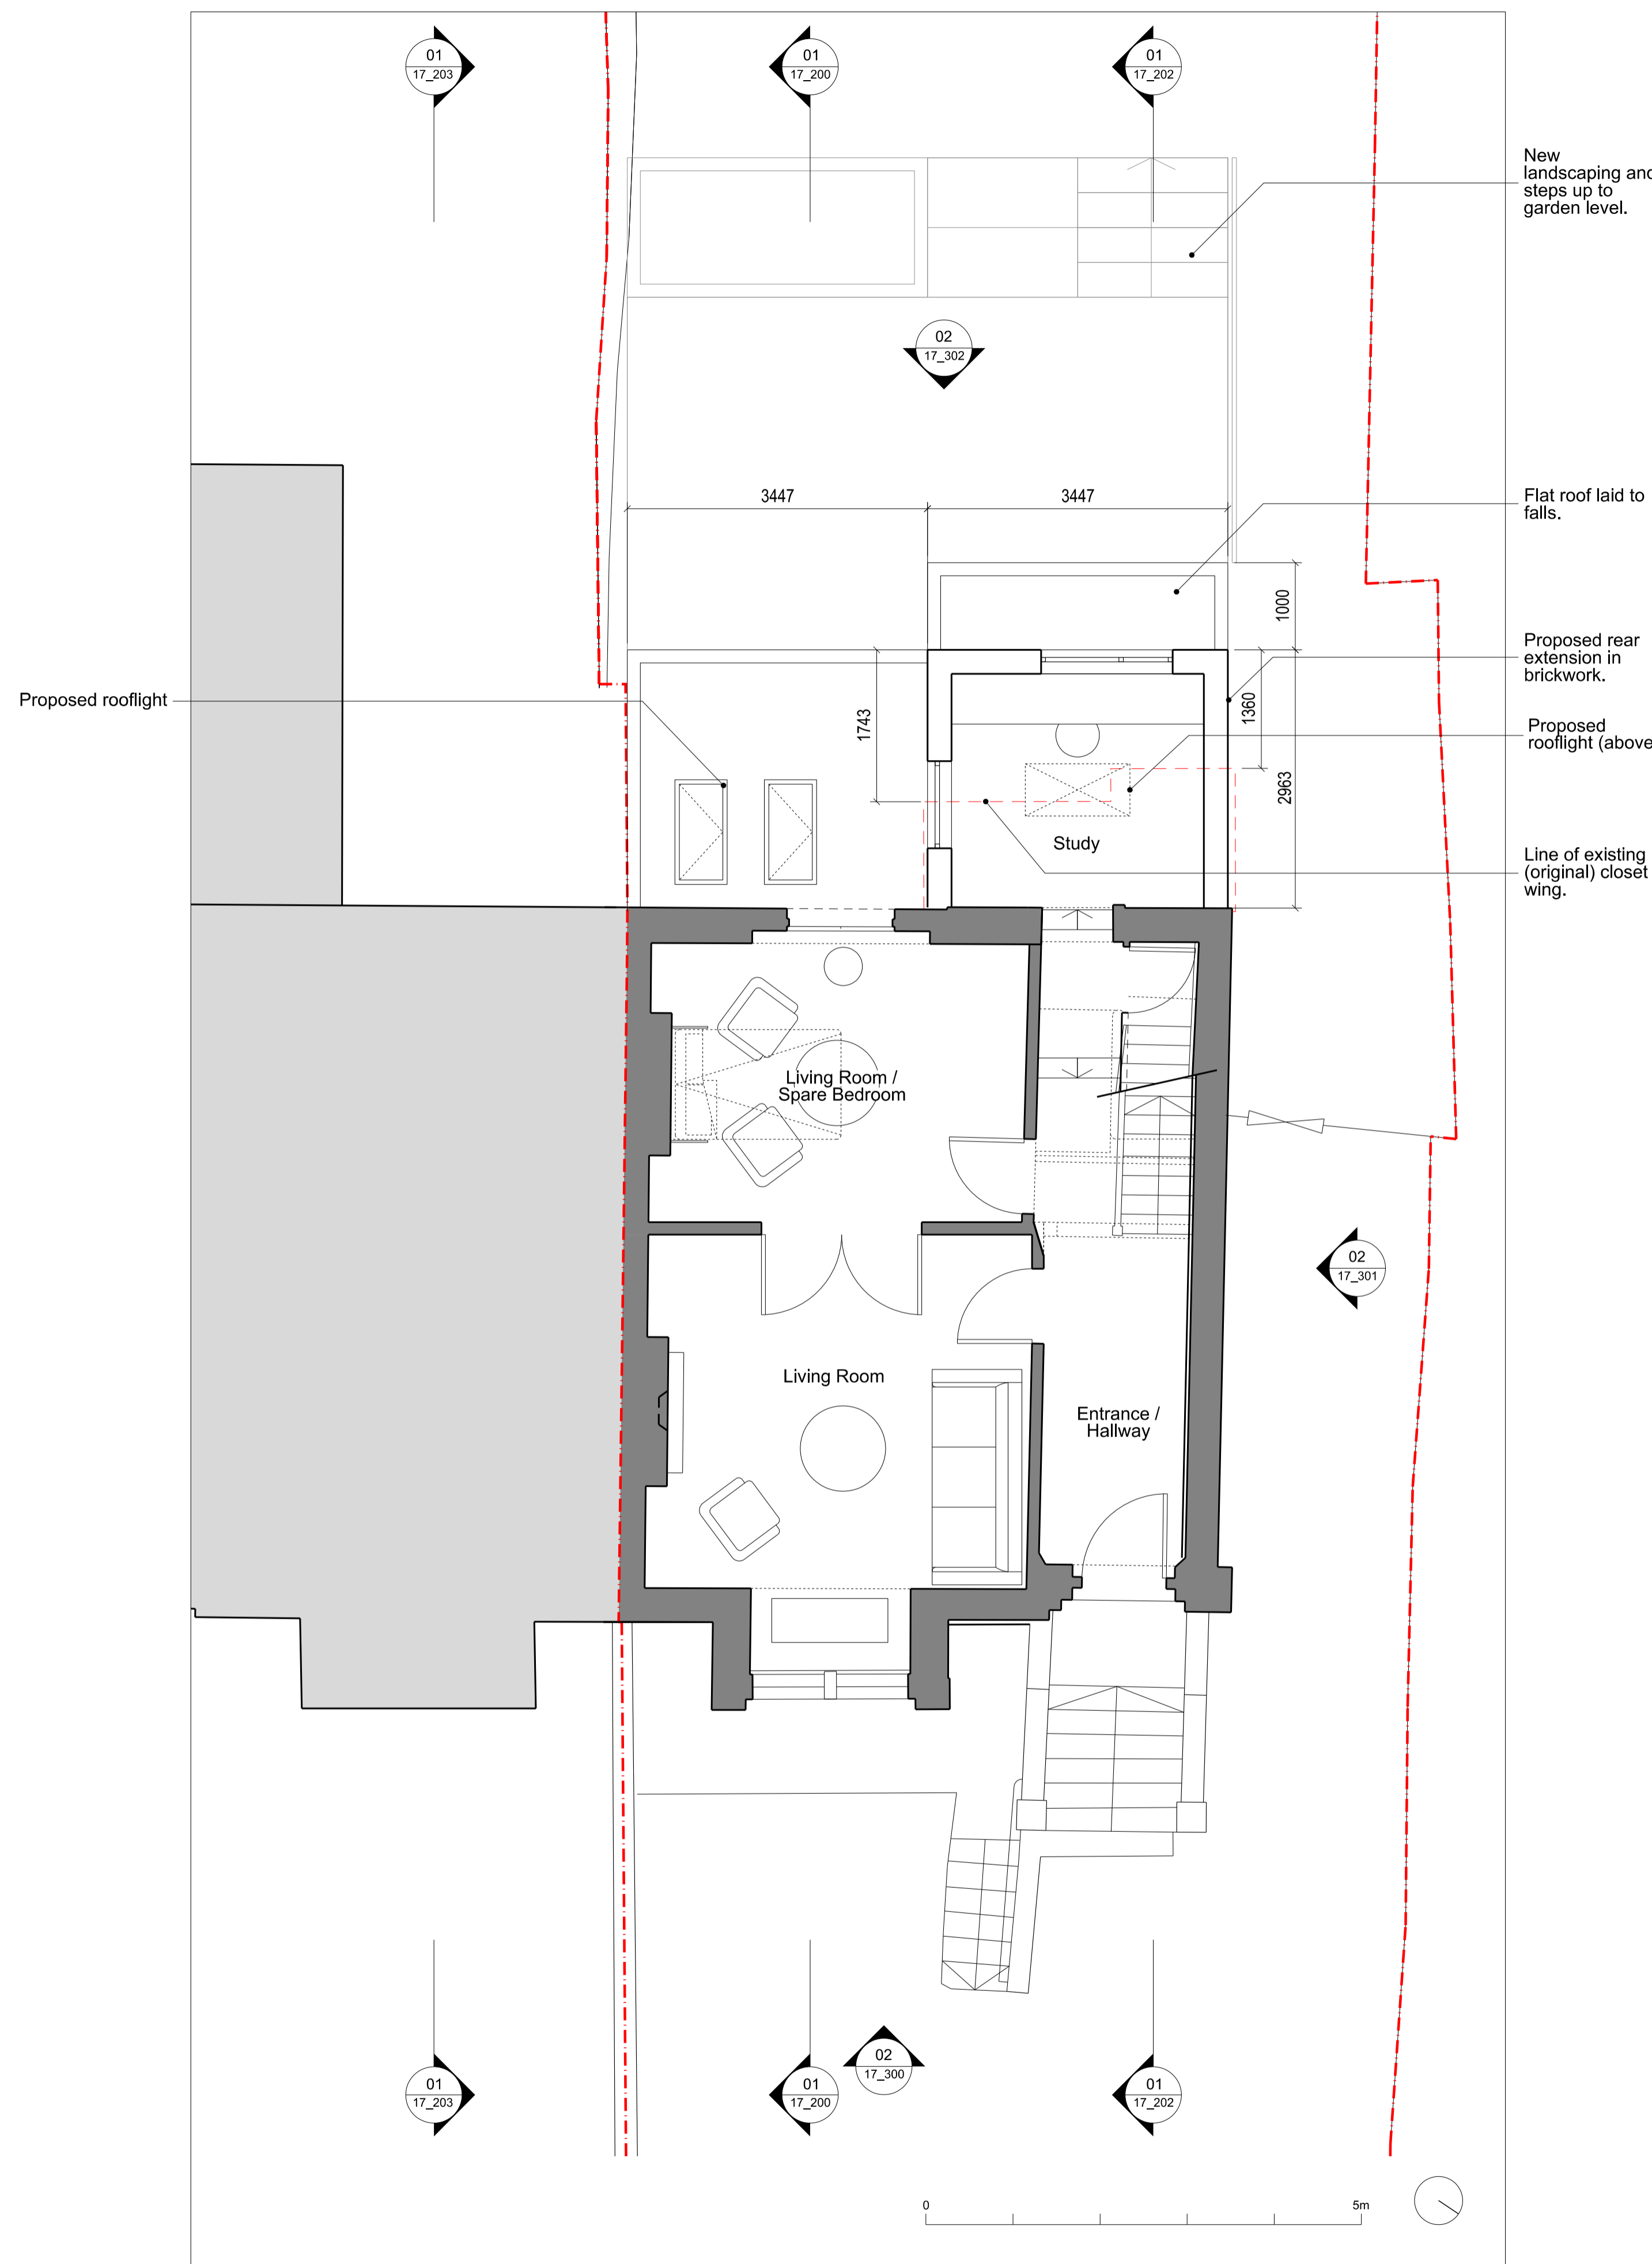 01
17_203
01
17_200
01
17_202
New
landscaping and
steps up to
garden level.
02
17_302
3447
3447
Flat roof laid to
falls.
1000
Proposed rear
extension in
brickwork.
Proposed rooflight
1743
1360
Proposed
rooflight (above
2963
Study
Line of existing
(original) closet
wing.
Living Room /
Spare Bedroom
02
17_301
Living Room
Entrance /
Hallway
02
17_300
01
17_203
01
17_200
01
17_202
0
5m